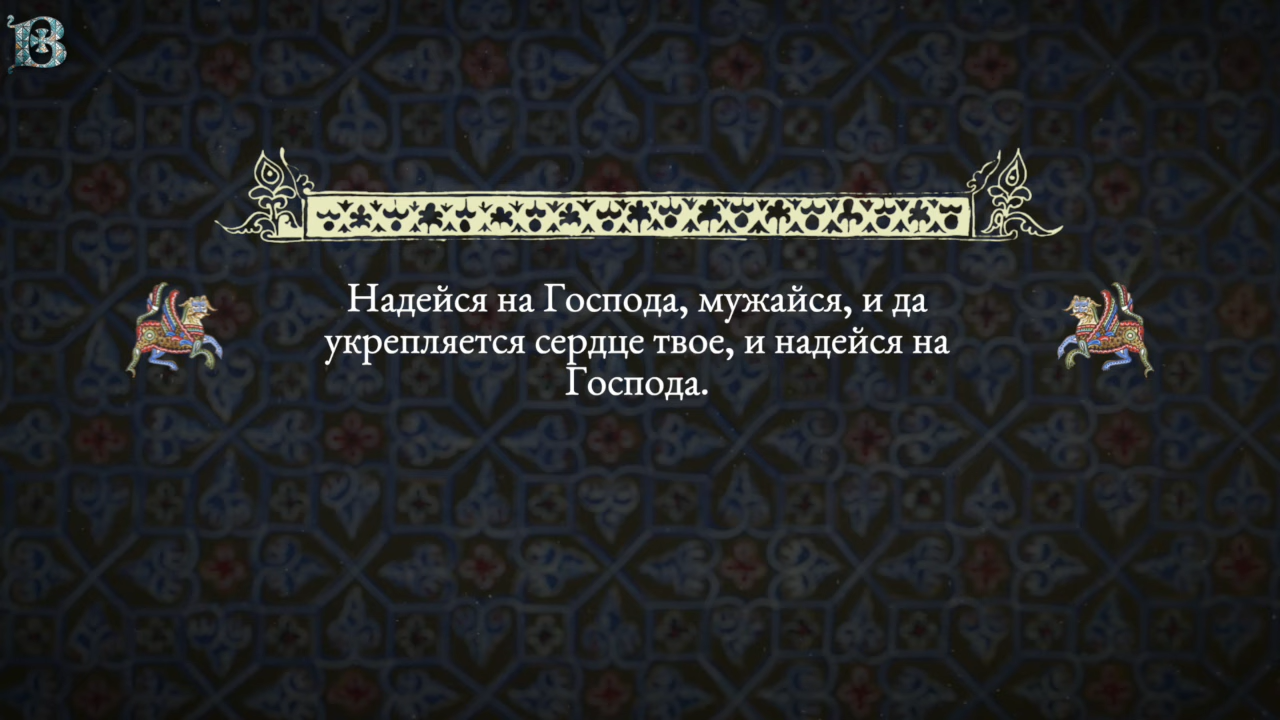 Надейся на Господа, мужайся, и да
укрепляется сердце твое, и надейся на
Господа.